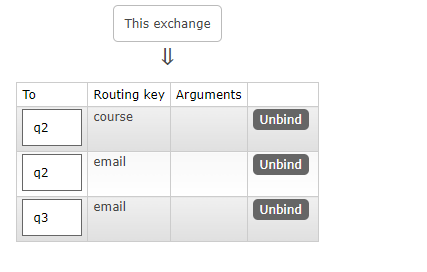 This exchange
⇓
To Routing key Arguments
q2 course Unbind
q2 email Unbind
q3 email Unbind